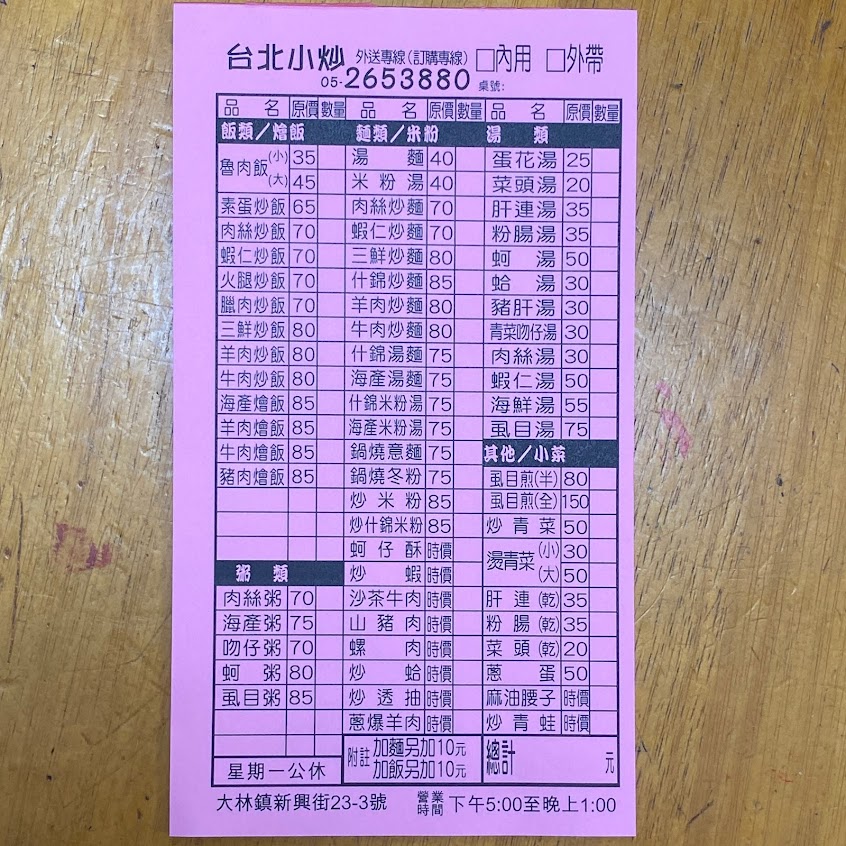 台北小炒 外送專線(訂購專線) □內用 □外帶
05-2653880 桌號:
品名 原價 數量 品名 原價 數量 品名 原價 數量
飯類/燴飯
魯肉飯(小) 35
(大) 45
素蛋炒飯 65
肉絲炒飯 70
蝦仁炒飯 70
火腿炒飯 70
臘肉炒飯 70
三鮮炒飯 80
羊肉炒飯 80
牛肉炒飯 80
海產燴飯 85
羊肉燴飯 85
牛肉燴飯 85
豬肉燴飯 85
粥類
肉絲粥 70
海產粥 75
吻仔粥 70
蚵粥 80
虱目粥 85
星期一公休
麵類/米粉
湯麵 40
米粉湯 40
肉絲炒麵 70
蝦仁炒麵 70
三鮮炒麵 80
什錦炒麵 85
羊肉炒麵 80
牛肉炒麵 80
什錦湯麵 75
海產湯麵 75
什錦米粉湯 75
海產米粉湯 75
鍋燒意麵 75
鍋燒冬粉 75
炒米粉 85
炒什錦米粉 85
蚵仔酥 時價
炒蝦 時價
沙茶牛肉 時價
山豬肉 時價
螺肉 時價
炒蛤 時價
炒透抽 時價
蔥爆羊肉 時價
附註 加麵另加10元
加飯另加10元
湯類
蛋花湯 25
菜頭湯 20
肝連湯 35
粉腸湯 35
蚵湯 50
蛤湯 30
豬肝湯 30
青菜吻仔湯 30
肉絲湯 30
蝦仁湯 50
海鮮湯 55
虱目湯 75
其他/小菜
虱目煎(半) 80
虱目煎(全) 150
炒青菜 50
燙青菜(小) 30
(大) 50
肝連(乾) 35
粉腸(乾) 35
菜頭(乾) 20
蔥蛋 50
麻油腰子 時價
炒青蛙 時價
總計 元
大林鎮新興街23-3號 營業時間 下午5:00至晚上1:00